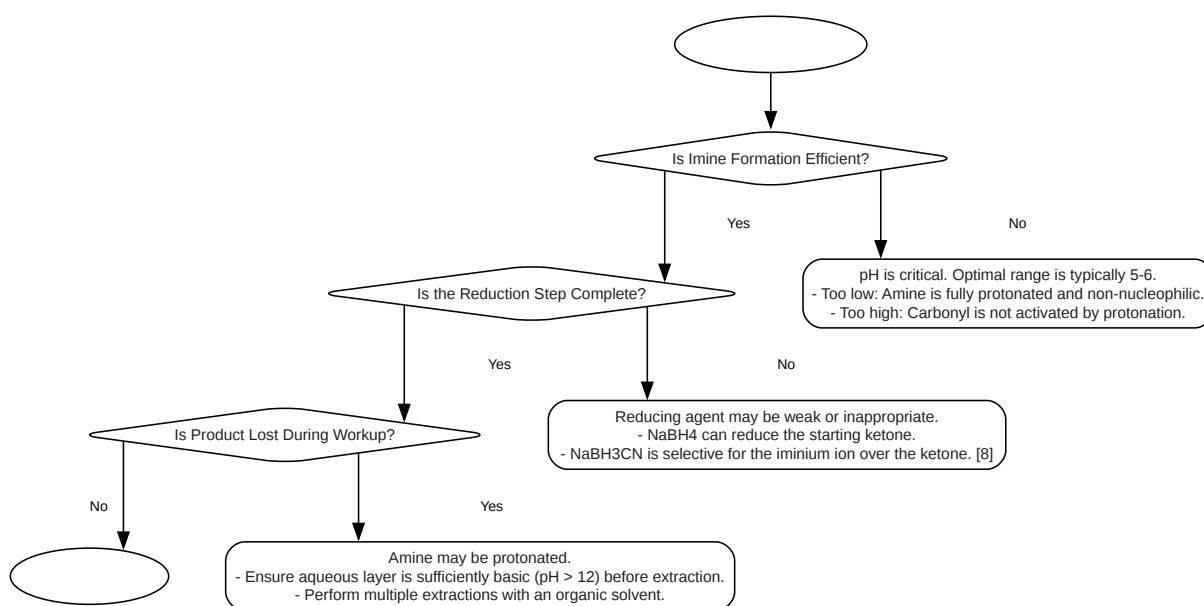 Is Imine Formation Efficient?
Yes
No
pH is critical. Optimal range is typically 5-6.
- Too low: Amine is fully protonated and non-nucleophilic.
- Too high: Carbonyl is not activated by protonation.
Is the Reduction Step Complete?
Yes
No
Reducing agent may be weak or inappropriate.
- NaBH4 can reduce the starting ketone.
- NaBH3CN is selective for the iminium ion over the ketone. [8]
Is Product Lost During Workup?
No
Yes
Amine may be protonated.
- Ensure aqueous layer is sufficiently basic (pH > 12) before extraction.
- Perform multiple extractions with an organic solvent.